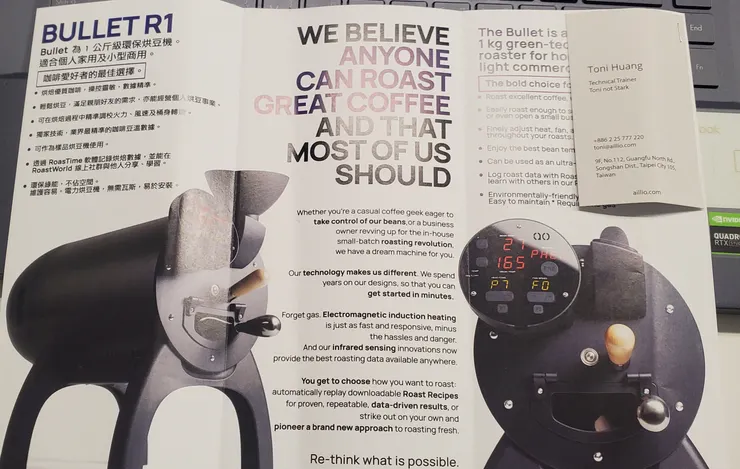 BULLET R1
Bullet 為 1 公斤級環保烘豆機。
適合個人家用及小型商用。
咖啡愛好者的最佳選擇。
• 烘焙優質咖啡，操控靈敏，數據精準。
• 輕鬆烘豆，滿足親朋好友的需求，亦能經營個人烘豆事業。
• 可在烘焙過程中精準調校火力、風速及桶身轉
• 獨家技術，業界最精準的咖啡豆溫數據。
• 可作為樣品烘豆機使用。
• 透過 RoasTime 軟體記錄烘焙數據，並能在
RoastWorld 線上社群與他人分享、學習。
• 環保綠能，不佔空間。
維護容易，電力烘豆機，無需瓦斯，易於安裝
WE BELIEVE
ANYONE
CAN ROAST
GREAT COFFEE
AND THAT
MOST OF US
SHOULD
Whether you're a casual coffee geek eager to
take control of our beans, or a business
owner revving up for the in-house
small-batch roasting revolution,
we have a dream machine for you.
Our technology makes us different. We spend
years on our designs, so that you can
get started in minutes.
Forget gas. Electromagnetic induction heating
is just as fast and responsive, minus
the hassles and danger.
And our infrared sensing innovations now
provide the best roasting data available anywhere.
You get to choose how you want to roast:
automatically replay downloadable Roast Recipes
for proven, repeatable, data-driven results, or
strike out on your own and
pioneer a brand new approach to roasting fresh.
Re-think what is possible.
The Bullet is a
1 kg green-tec
roaster for ho
light commerc
The bold choice fo
• Roast excellent coffee,
• Easily roast enough to s
or even open a small bus
• Finely adjust heat, fan, a
throughout your roasts
• Enjoy the best bean tem
• Can be used as an ultra-
• Log roast data with Roas
learn with others in our R
• Environmentally-friendly
Easy to maintain * Requi
Toni Huang
Technical Trainer
Toni not Stark
+886 2 25 777 220
toni@aillio.com
9F, No.112, Guangfu North Rd.,
Songshan Dist., Taipei City 105,
Taiwan
aillio.com
165
P7
F0
End
Fn
NVIDIA
QUADRO
RTX